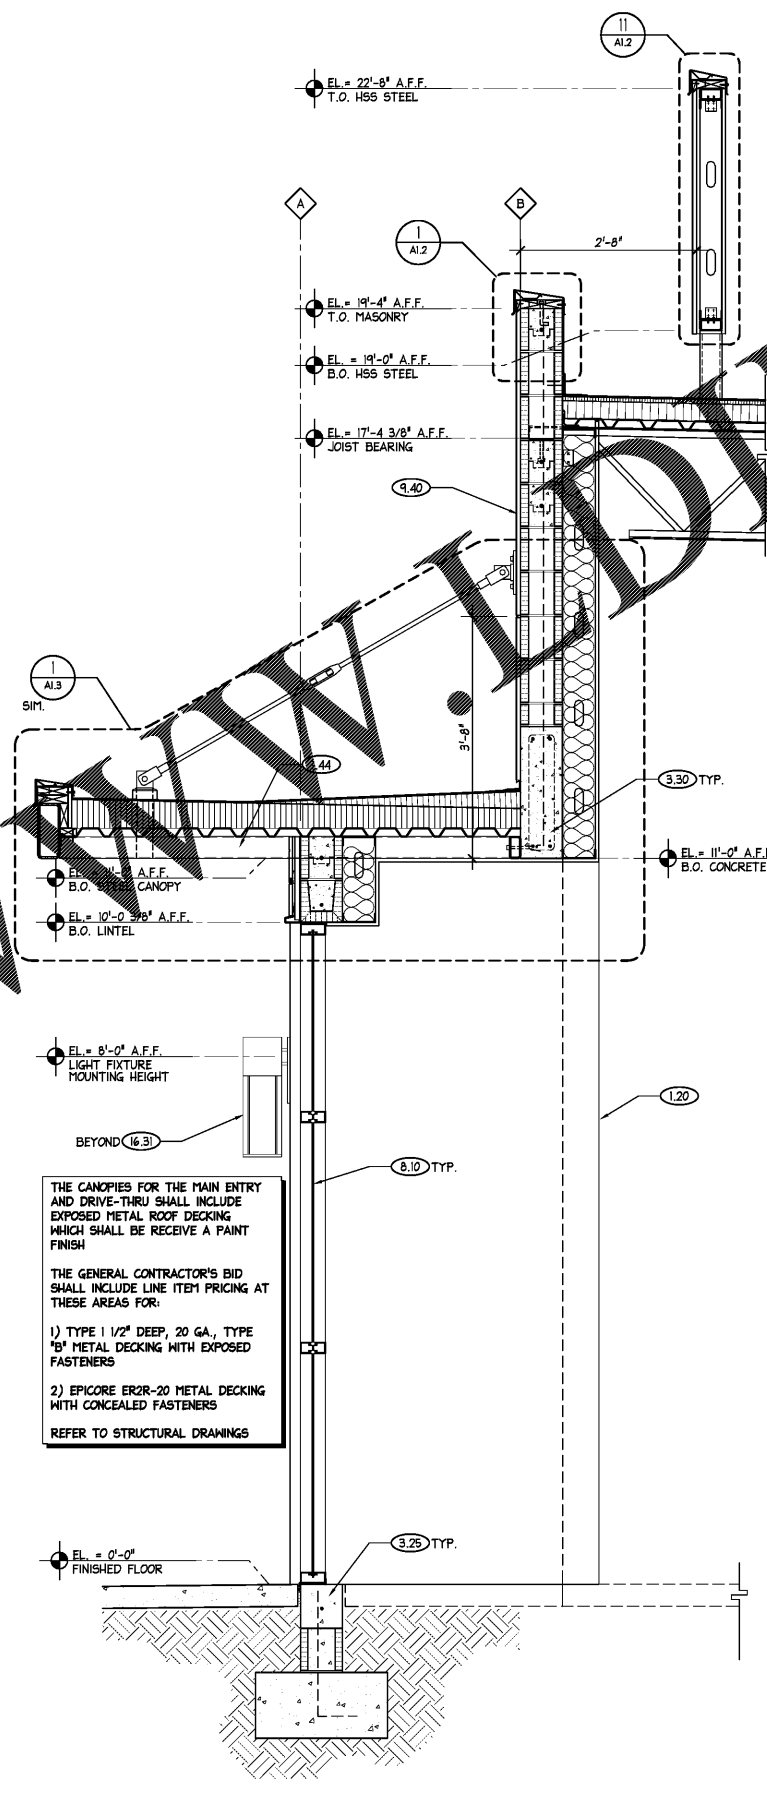 11
A1.2
EL.= 22'-8" A.F.F.
T.O. HSS STEEL
A
B
1
A1.2
2'-8"
EL.= 19'-4" A.F.F.
T.O. MASONRY
EL. = 19'-0" A.F.F.
B.O. HSS STEEL
EL.= 17'-4 3/8" A.F.F.
JOIST BEARING
9.40
1
A1.3
SIM.
3'-8"
.44
3.30 TYP.
EL.= 11'-0" A.F.F.
B.O. CONCRETE
A.F.F.
B.O. STEEL CANOPY
EL.= 10'-0 3/8" A.F.F.
B.O. LINTEL
EL.= 8'-0" A.F.F.
LIGHT FIXTURE
MOUNTING HEIGHT
1.20
BEYOND 16.31
8.10 TYP.
THE CANOPIES FOR THE MAIN ENTRY
AND DRIVE-THRU SHALL INCLUDE
EXPOSED METAL ROOF DECKING
WHICH SHALL BE RECEIVE A PAINT
FINISH
THE GENERAL CONTRACTOR'S BID
SHALL INCLUDE LINE ITEM PRICING AT
THESE AREAS FOR:
1) TYPE 1 1/2" DEEP, 20 GA., TYPE
"B" METAL DECKING WITH EXPOSED
FASTENERS
2) EPICORE ER2R-20 METAL DECKING
WITH CONCEALED FASTENERS
REFER TO STRUCTURAL DRAWINGS
EL. = 0'-0"
FINISHED FLOOR
3.25 TYP.
WWW.LD